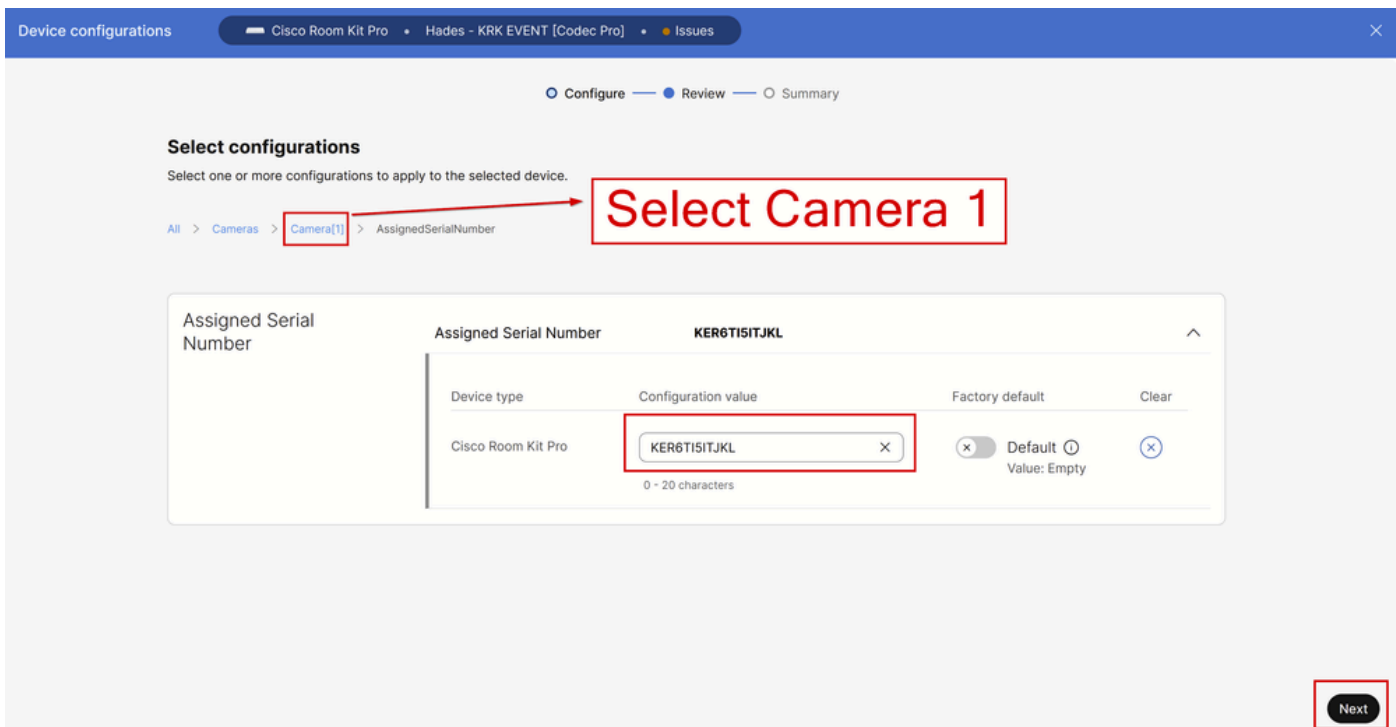 Device configurations
Cisco Room Kit Pro • Hades - KRK EVENT [Codec Pro] • Issues
Configure Review Summary
Select configurations
Select one or more configurations to apply to the selected device.
Select Camera 1
All > Cameras > Camera[1] > AssignedSerialNumber
Assigned Serial
Number
Assigned Serial Number KER6TI5ITJKL
Device type Configuration value Factory default Clear
Cisco Room Kit Pro KER6TI5ITJKL Default
Value: Empty
0 - 20 characters
Next